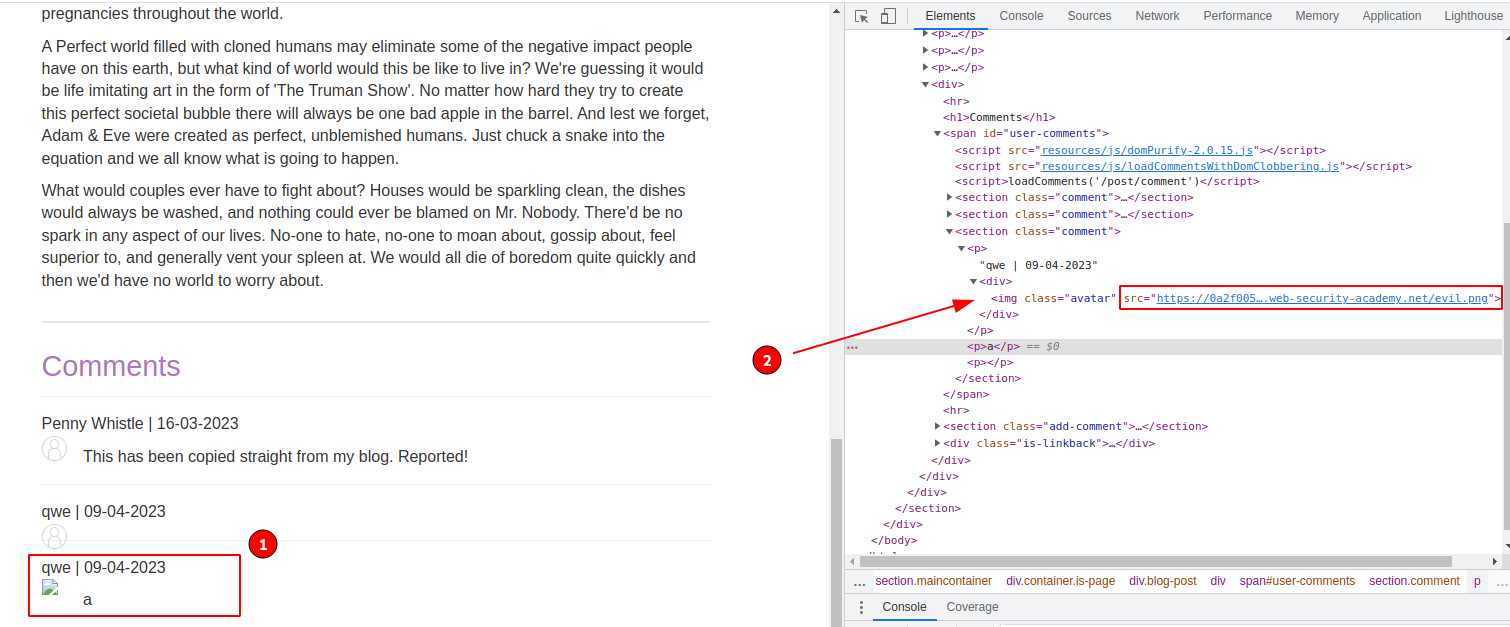 pregnancies throughout the world.
A Perfect world filled with cloned humans may eliminate some of the negative impact people
have on this earth, but what kind of world would this be like to live in? We're guessing it would
be life imitating art in the form of 'The Truman Show'. No matter how hard they try to create
this perfect societal bubble there will always be one bad apple in the barrel. And lest we forget,
Adam & Eve were created as perfect, unblemished humans. Just chuck a snake into the
equation and we all know what is going to happen.
What would couples ever have to fight about? Houses would be sparkling clean, the dishes
would always be washed, and nothing could ever be blamed on Mr. Nobody. There'd be no
spark in any aspect of our lives. No-one to hate, no-one to moan about, gossip about, feel
superior to, and generally vent your spleen at. We would all die of boredom quite quickly and
then we'd have no world to worry about.
Comments
Penny Whistle | 16-03-2023
This has been copied straight from my blog. Reported!
qwe | 09-04-2023
1
qwe | 09-04-2023
a
2
Elements Console Sources Network Performance Memory Application Lighthouse
<p>…</p>
<p>…</p>
<p>…</p>
<div>
<hr>
<h1>Comments</h1>
<span id="user-comments">
<script src="resources/js/domPurify-2.0.15.js"></script>
<script src="resources/js/loadCommentsWithDomClobbering.js"></script>
<script>loadComments('/post/comment')</script>
<section class="comment">…</section>
<section class="comment">…</section>
<section class="comment">
<p>
"qwe | 09-04-2023"
<div>
<img class="avatar" src="https://0a2f005….web-security-academy.net/evil.png">
</div>
</p>
… <p>a</p> == $0
<p></p>
</section>
</span>
<hr>
<section class="add-comment">…</section>
<div class="is-linkback">…</div>
</div>
</div>
</div>
</section>
</div>
</body>
… section.maincontainer div.container.is-page div.blog-post div span#user-comments section.comment p …
Console Coverage